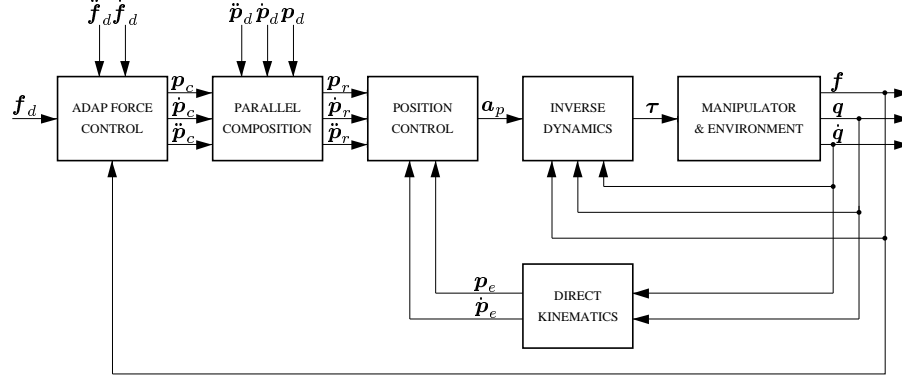 f̈_d ḟ_d p̈_d ṗ_d p_d
f_d
ADAP FORCE
CONTROL
p_c
ṗ_c
p̈_c
PARALLEL
COMPOSITION
p_r
ṗ_r
p̈_r
POSITION
CONTROL
a_p
INVERSE
DYNAMICS
τ
MANIPULATOR
& ENVIRONMENT
f
q
q̇
p_e
ṗ_e
DIRECT
KINEMATICS